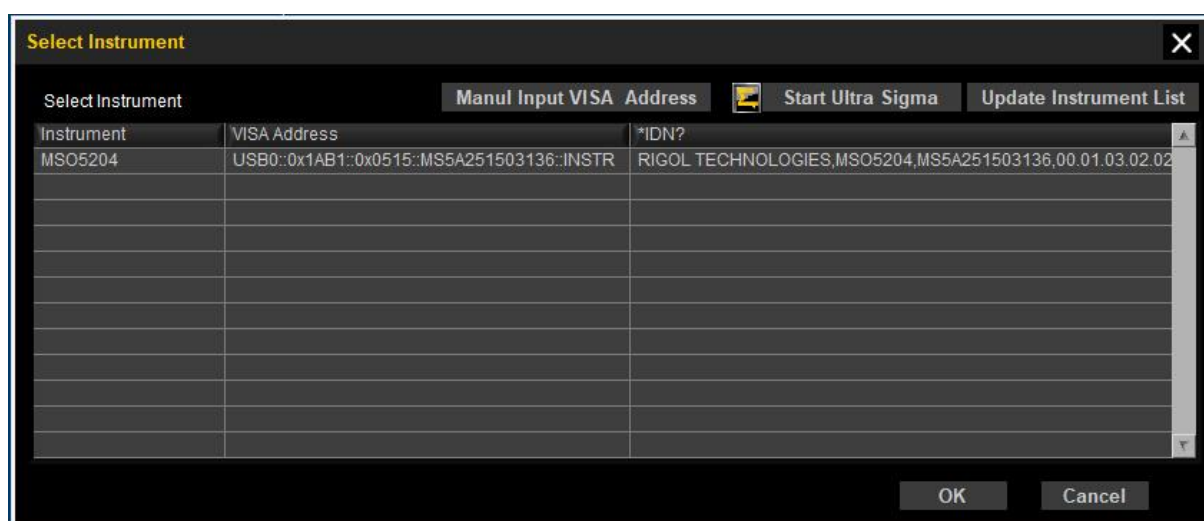 Select Instrument
Select Instrument Manul Input VISA Address Start Ultra Sigma Update Instrument List
Instrument VISA Address *IDN?
MSO5204 USB0::0x1AB1::0x0515::MS5A251503136::INSTR RIGOL TECHNOLOGIES,MSO5204,MS5A251503136,00.01.03.02.02
OK Cancel